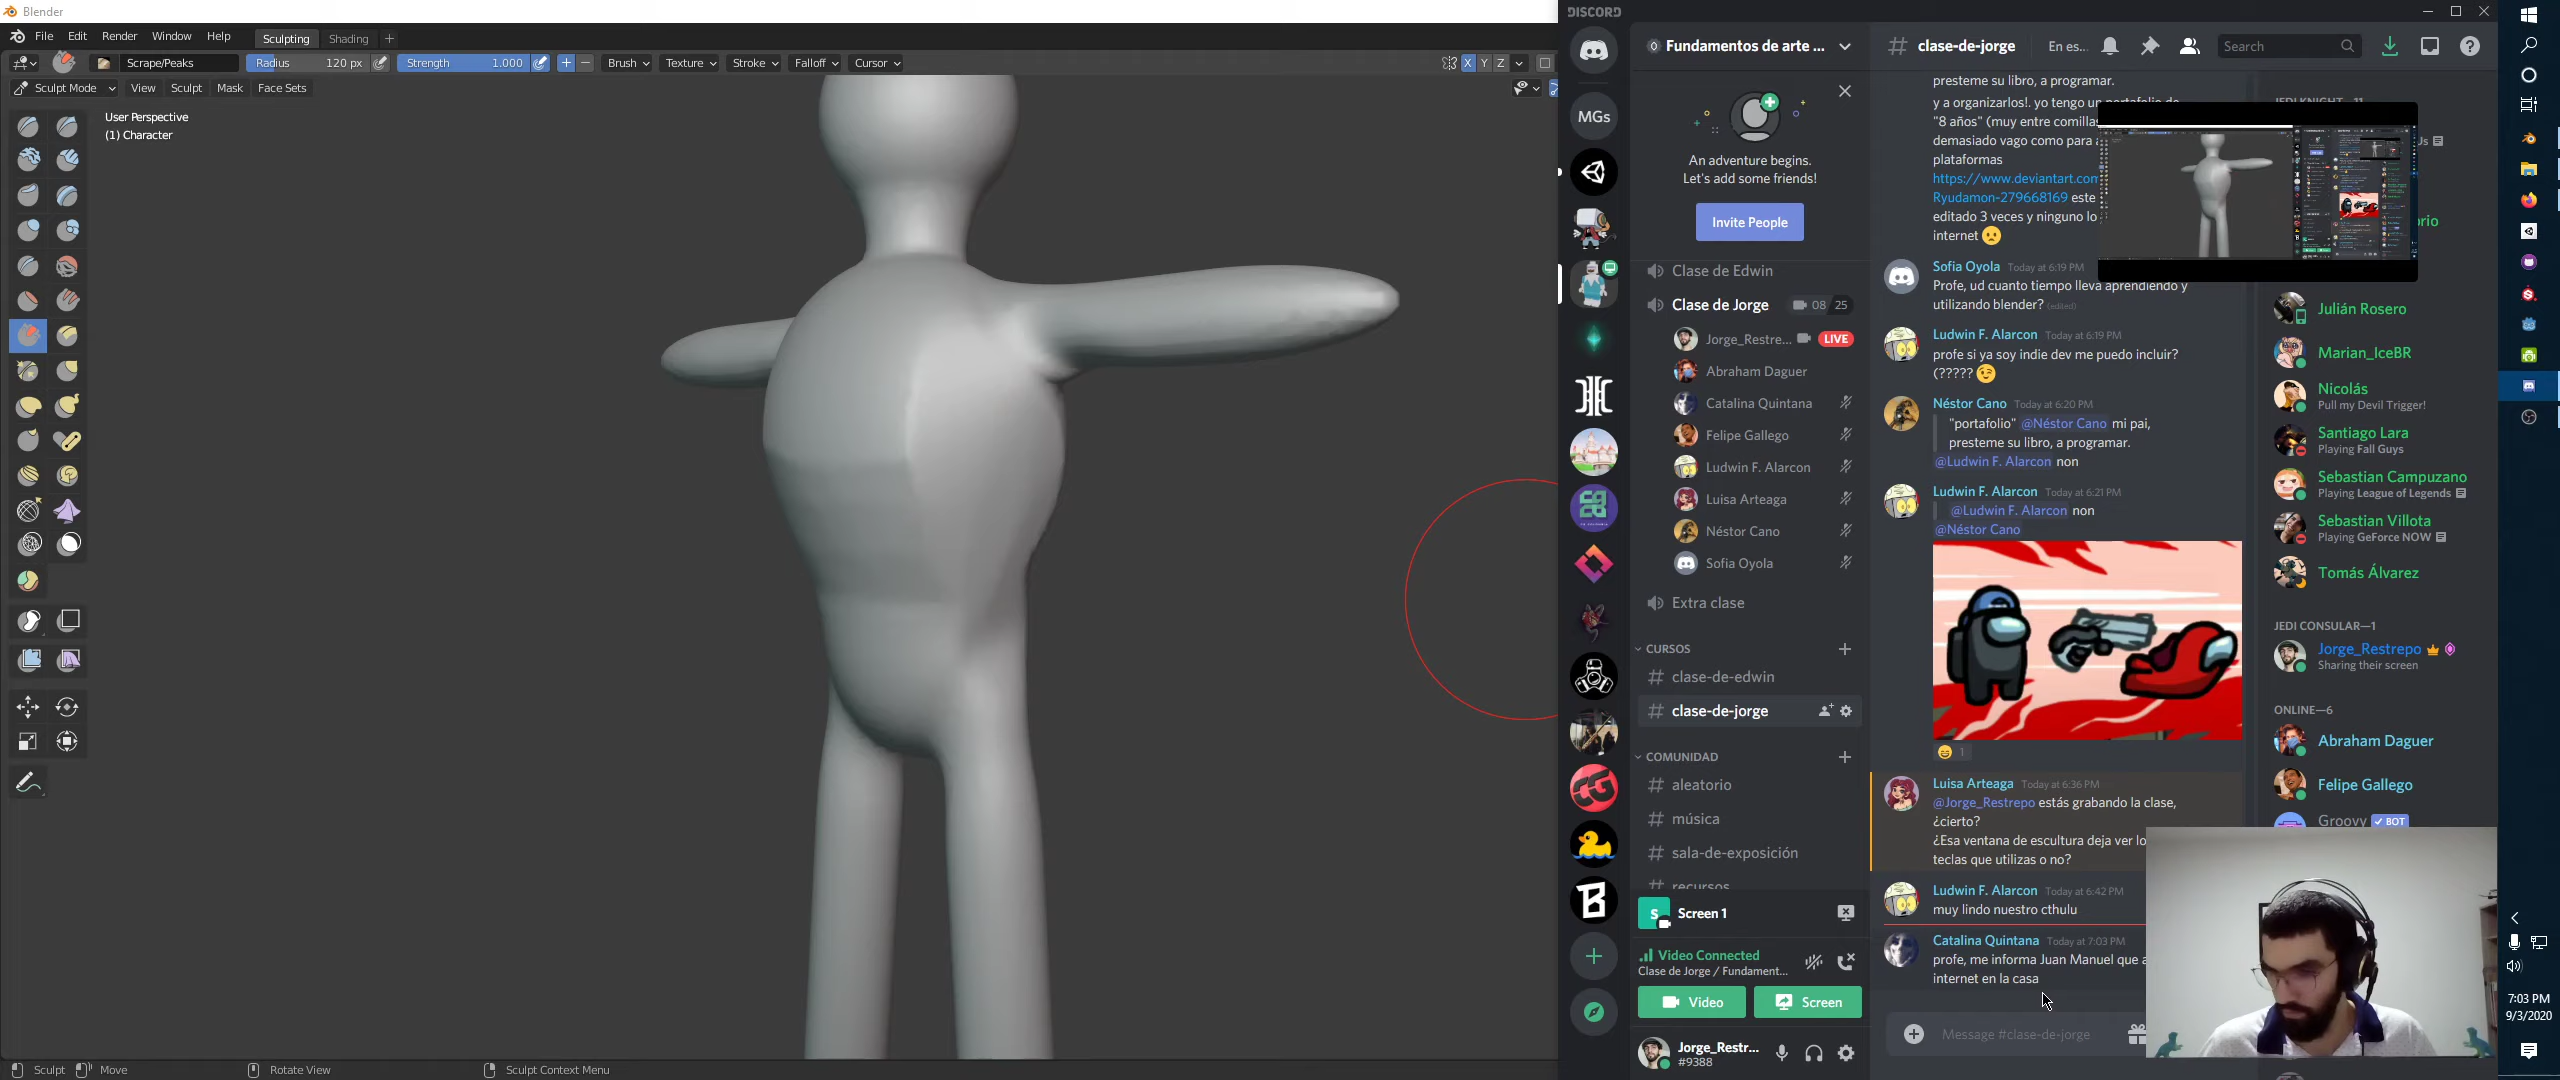 Blender
File Edit Render Window Help
Sculpting Shading +
Scrape/Peaks
Radius 120 px
Strength 1.000
Brush Texture Stroke Falloff Cursor
X Y Z
Sculpt Mode View Sculpt Mask Face Sets
User Perspective
(1) Character
Sculpt Move Rotate View Sculpt Context Menu
DISCORD
MGs
Fundamentos de arte ...
An adventure begins.
Let's add some friends!
Invite People
Clase de Edwin
Clase de Jorge 08 25
Jorge_Restre... LIVE
Abraham Daguer
Catalina Quintana
Felipe Gallego
Ludwin F. Alarcon
Luisa Arteaga
Néstor Cano
Sofia Oyola
Extra clase
CURSOS
# clase-de-edwin
# clase-de-jorge
COMUNIDAD
# aleatorio
# música
# sala-de-exposición
# recursos
S
Screen 1
Video Connected
Clase de Jorge / Fundament...
Video
Screen
Jorge_Restr...
#9388
# clase-de-jorge
En es...
Search
presteme su libro, a programar.
y a organizarlos!. yo tengo un portafolio de
"8 años" (muy entre comillas
demasiado vago como para a
plataformas
https://www.deviantart.com
Ryudamon-279668169 este
editado 3 veces y ninguno lo
internet
Sofia Oyola Today at 6:19 PM
Profe, ud cuanto tiempo lleva aprendiendo y
utilizando blender? (edited)
Ludwin F. Alarcon Today at 6:19 PM
profe si ya soy indie dev me puedo incluir?
(?????
Néstor Cano Today at 6:20 PM
"portafolio" @Néstor Cano mi pai,
presteme su libro, a programar.
@Ludwin F. Alarcon non
Ludwin F. Alarcon Today at 6:21 PM
@Ludwin F. Alarcon non
@Néstor Cano
1
Luisa Arteaga Today at 6:36 PM
@Jorge_Restrepo estás grabando la clase,
¿cierto?
¿Esa ventana de escultura deja ver lo
teclas que utilizas o no?
Ludwin F. Alarcon Today at 6:42 PM
muy lindo nuestro cthulu
Catalina Quintana Today at 7:03 PM
profe, me informa Juan Manuel que a
internet en la casa
Message #clase-de-jorge
JEDI KNIGHT—11
Julián Rosero
Marian_IceBR
Nicolás
Pull my Devil Trigger!
Santiago Lara
Playing Fall Guys
Sebastian Campuzano
Playing League of Legends
Sebastian Villota
Playing GeForce NOW
Tomás Álvarez
JEDI CONSULAR—1
Jorge_Restrepo
Sharing their screen
ONLINE—6
Abraham Daguer
Felipe Gallego
Groovy BOT
7:03 PM
9/3/2020